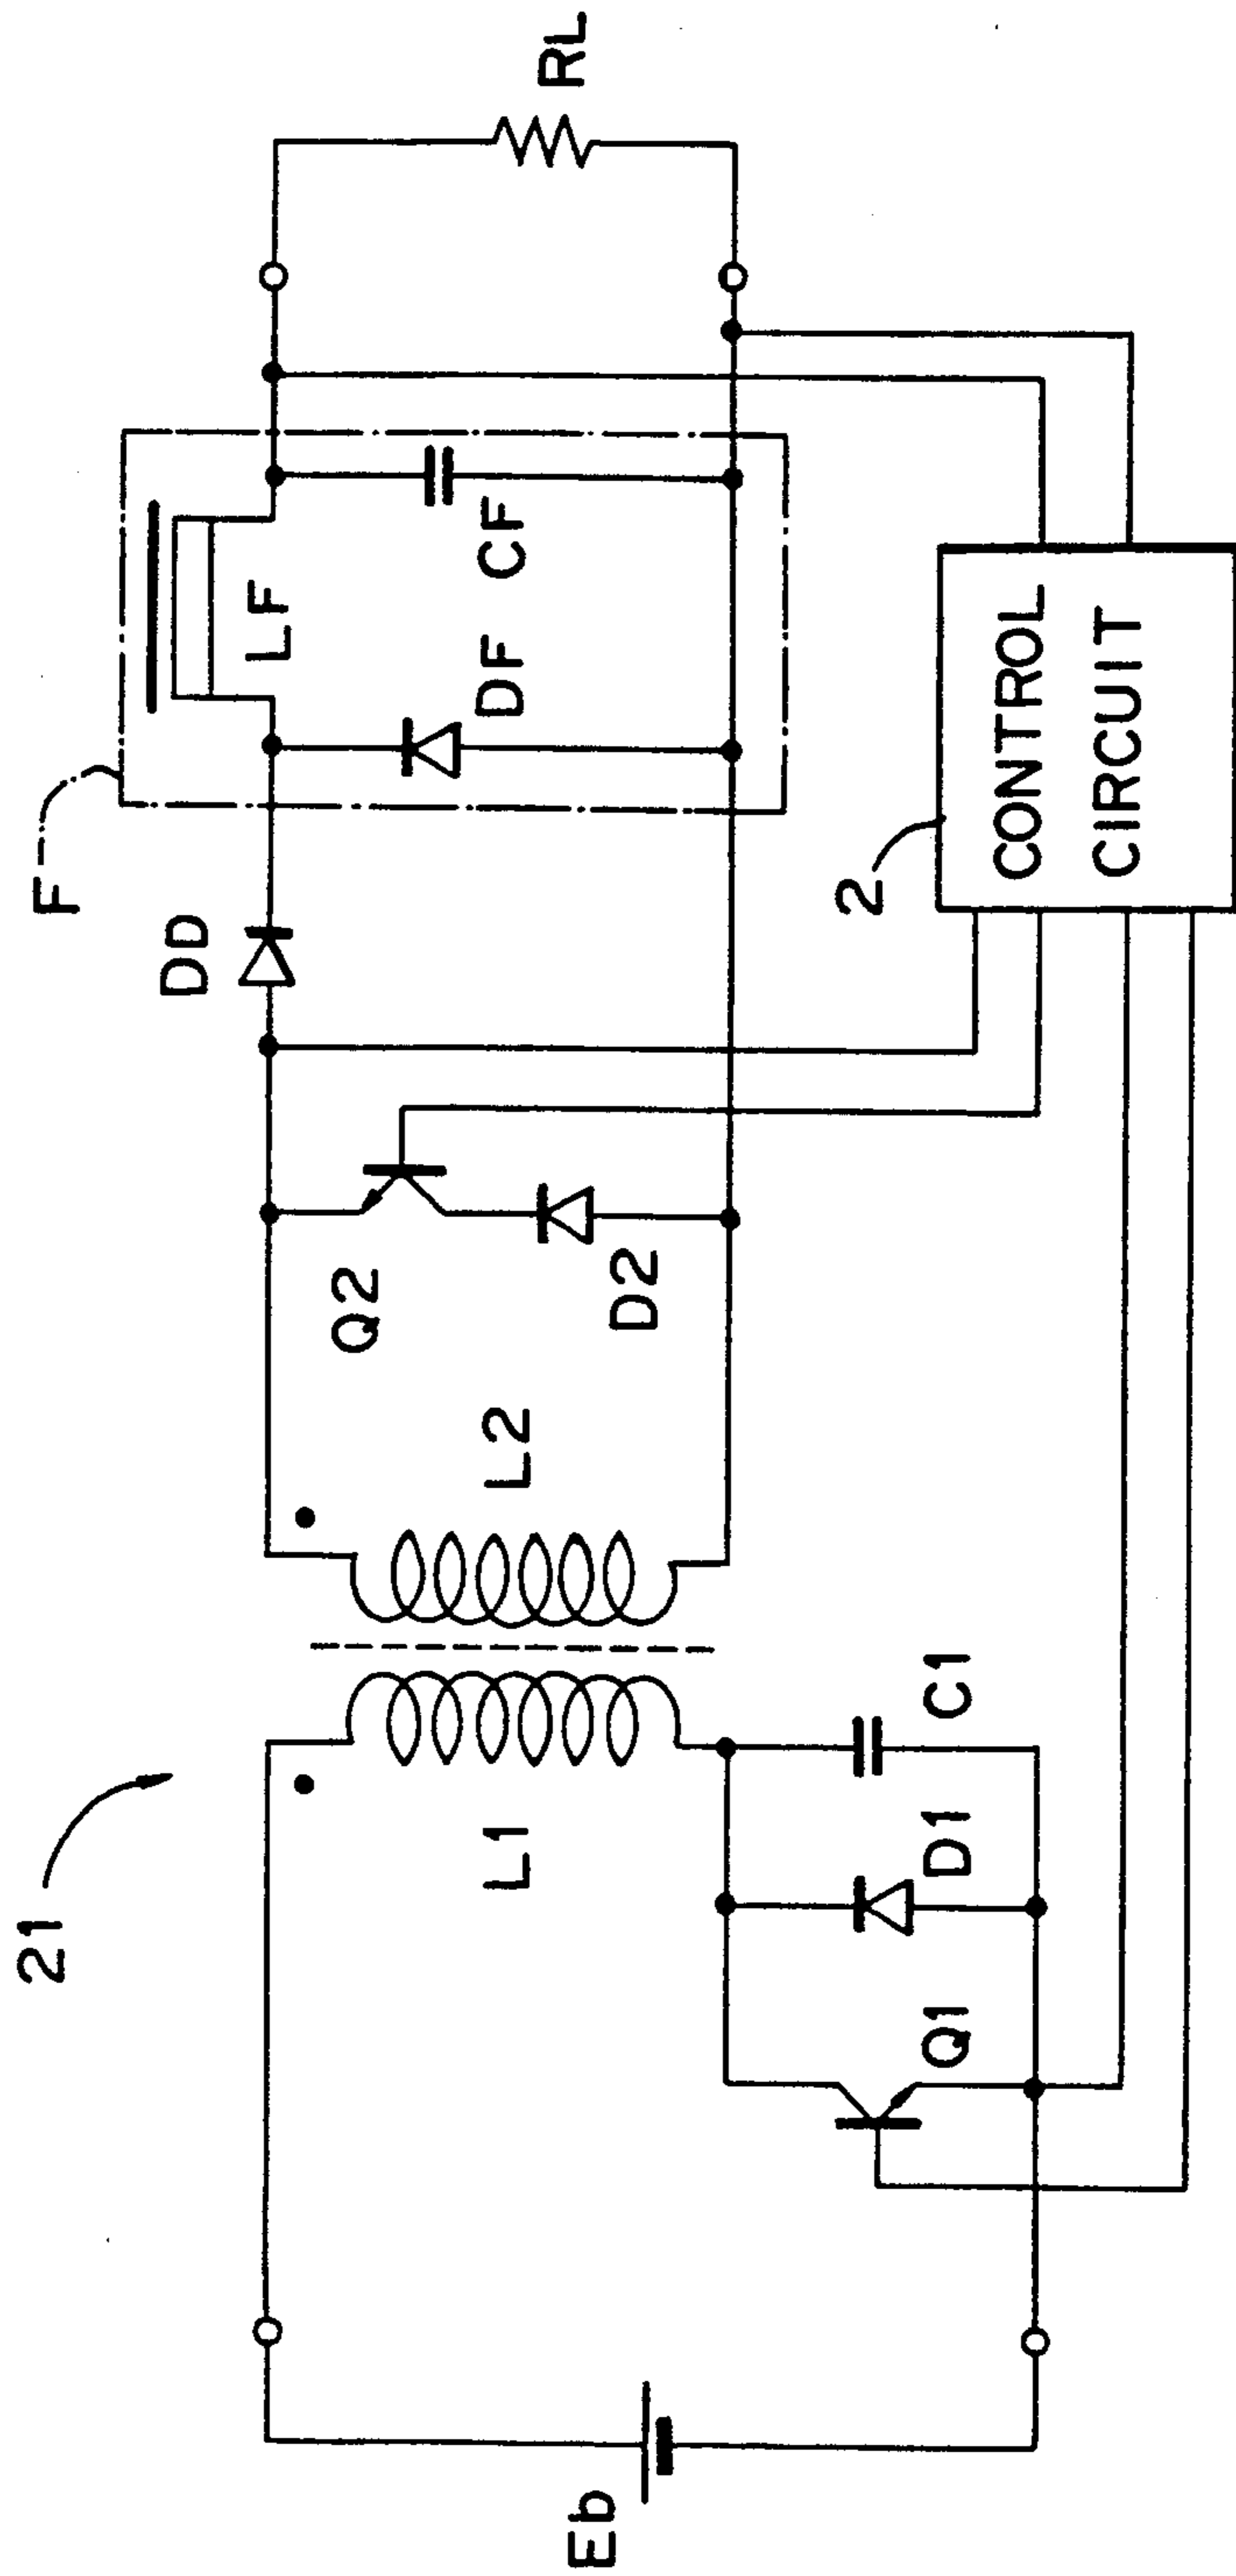 21
F
DD
LF
RL
Q2
DF
CF
L1
L2
D2
Eb
2
Q1
D1
C1
CONTROL
CIRCUIT